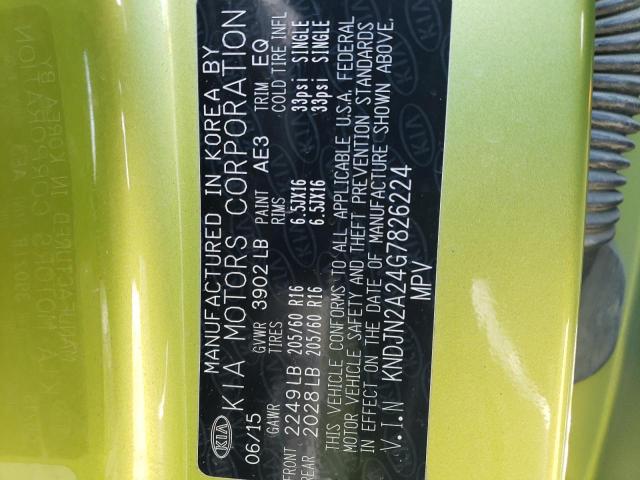 MANUFACTURED IN KOREA BY
KIA KIA MOTORS CORPORATION
06/15 GVWR 3902 LB PAINT AE3 TRIM EQ
GAWR TIRES RIMS COLD TIRE INFL
FRONT 2249 LB 205/60 R16 6.5JX16 33psi SINGLE
REAR 2028 LB 205/60 R16 6.5JX16 33psi SINGLE
THIS VEHICLE CONFORMS TO ALL APPLICABLE U.S.A. FEDERAL
MOTOR VEHICLE SAFETY AND THEFT PREVENTION STANDARDS
IN EFFECT ON THE DATE OF MANUFACTURE SHOWN ABOVE.
V.I.N KNDJN2A24G7826224
MPV